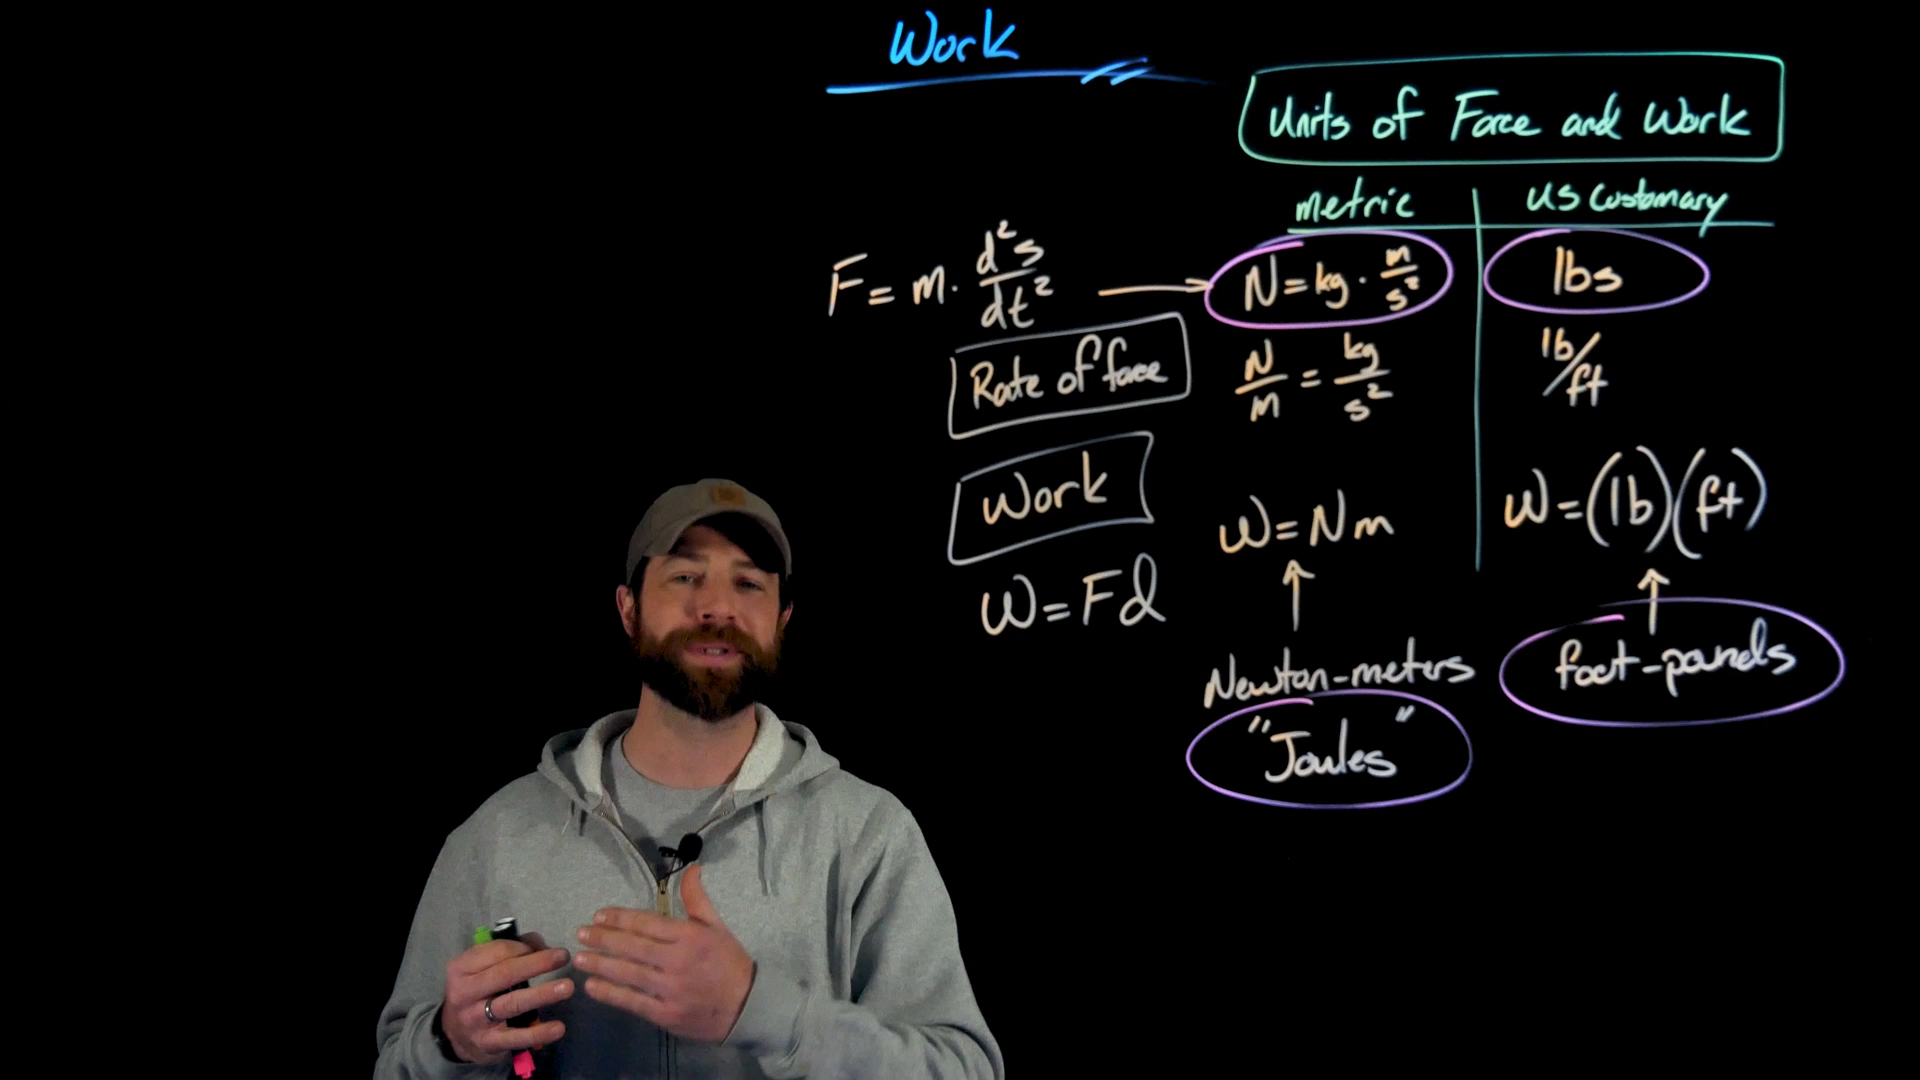 Work
Units of Force and Work
metric
US Customary
F = m · d²s/dt²
N = kg · m/s²
lbs
Rate of force
N/m = kg/s²
lb/ft
Work
W = Nm
W = (lb)(ft)
W = Fd
Newton-meters
"Joules"
foot-pounds